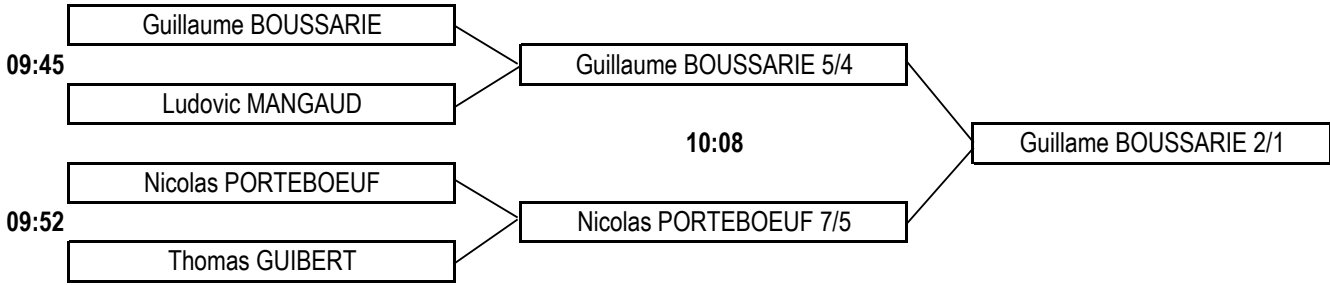 Guillaume BOUSSARIE
09:45
Guillaume BOUSSARIE 5/4
Ludovic MANGAUD
10:08
Guillame BOUSSARIE 2/1
Nicolas PORTEBOEUF
09:52
Nicolas PORTEBOEUF 7/5
Thomas GUIBERT